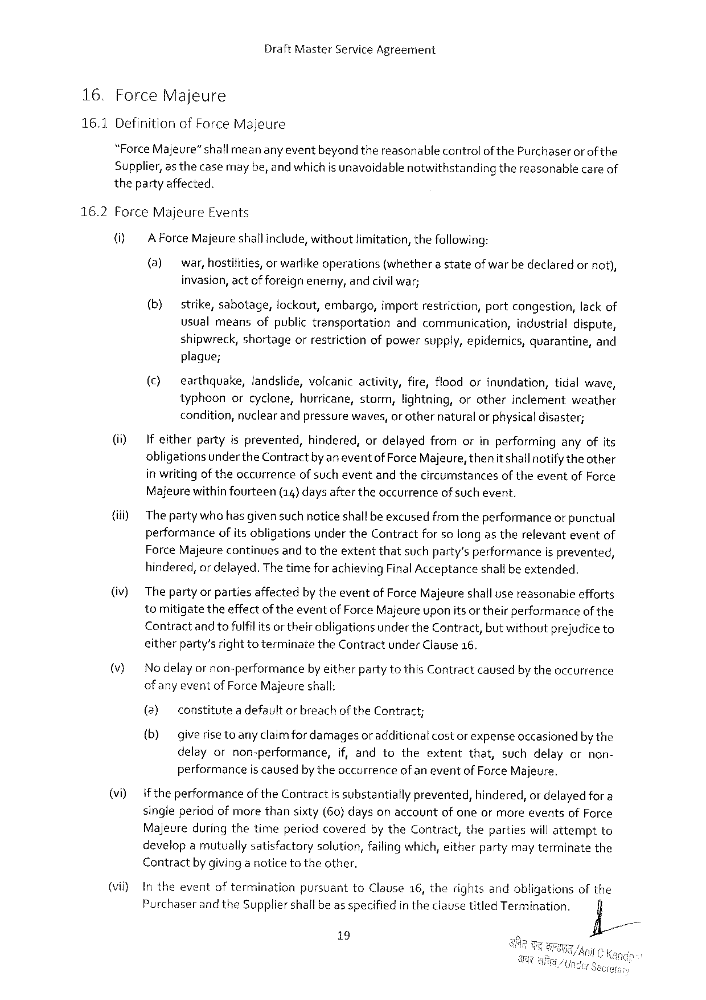 Draft Master Service Agreement
16. Force Majeure
16.1 Definition of Force Majeure
"Force Majeure" shall mean any event beyond the reasonable control of the Purchaser or of the
Supplier, as the case may be, and which is unavoidable notwithstanding the reasonable care of
the party affected.
16.2 Force Majeure Events
(i) A Force Majeure shall include, without limitation, the following:
(a) war, hostilities, or warlike operations (whether a state of war be declared or not),
invasion, act of foreign enemy, and civil war;
(b) strike, sabotage, lockout, embargo, import restriction, port congestion, lack of
usual means of public transportation and communication, industrial dispute,
shipwreck, shortage or restriction of power supply, epidemics, quarantine, and
plague;
(c) earthquake, landslide, volcanic activity, fire, flood or inundation, tidal wave,
typhoon or cyclone, hurricane, storm, lightning, or other inclement weather
condition, nuclear and pressure waves, or other natural or physical disaster;
(ii) If either party is prevented, hindered, or delayed from or in performing any of its
obligations under the Contract by an event of Force Majeure, then it shall notify the other
in writing of the occurrence of such event and the circumstances of the event of Force
Majeure within fourteen (14) days after the occurrence of such event.
(iii) The party who has given such notice shall be excused from the performance or punctual
performance of its obligations under the Contract for so long as the relevant event of
Force Majeure continues and to the extent that such party's performance is prevented,
hindered, or delayed. The time for achieving Final Acceptance shall be extended.
(iv) The party or parties affected by the event of Force Majeure shall use reasonable efforts
to mitigate the effect of the event of Force Majeure upon its or their performance of the
Contract and to fulfil its or their obligations under the Contract, but without prejudice to
either party's right to terminate the Contract under Clause 16.
(v) No delay or non-performance by either party to this Contract caused by the occurrence
of any event of Force Majeure shall:
(a) constitute a default or breach of the Contract;
(b) give rise to any claim for damages or additional cost or expense occasioned by the
delay or non-performance, if, and to the extent that, such delay or non-
performance is caused by the occurrence of an event of Force Majeure.
(vi) If the performance of the Contract is substantially prevented, hindered, or delayed for a
single period of more than sixty (60) days on account of one or more events of Force
Majeure during the time period covered by the Contract, the parties will attempt to
develop a mutually satisfactory solution, failing which, either party may terminate the
Contract by giving a notice to the other.
(vii) In the event of termination pursuant to Clause 16, the rights and obligations of the
Purchaser and the Supplier shall be as specified in the clause titled Termination.
19
/Anil C
अवर सचिव/Under Secretary